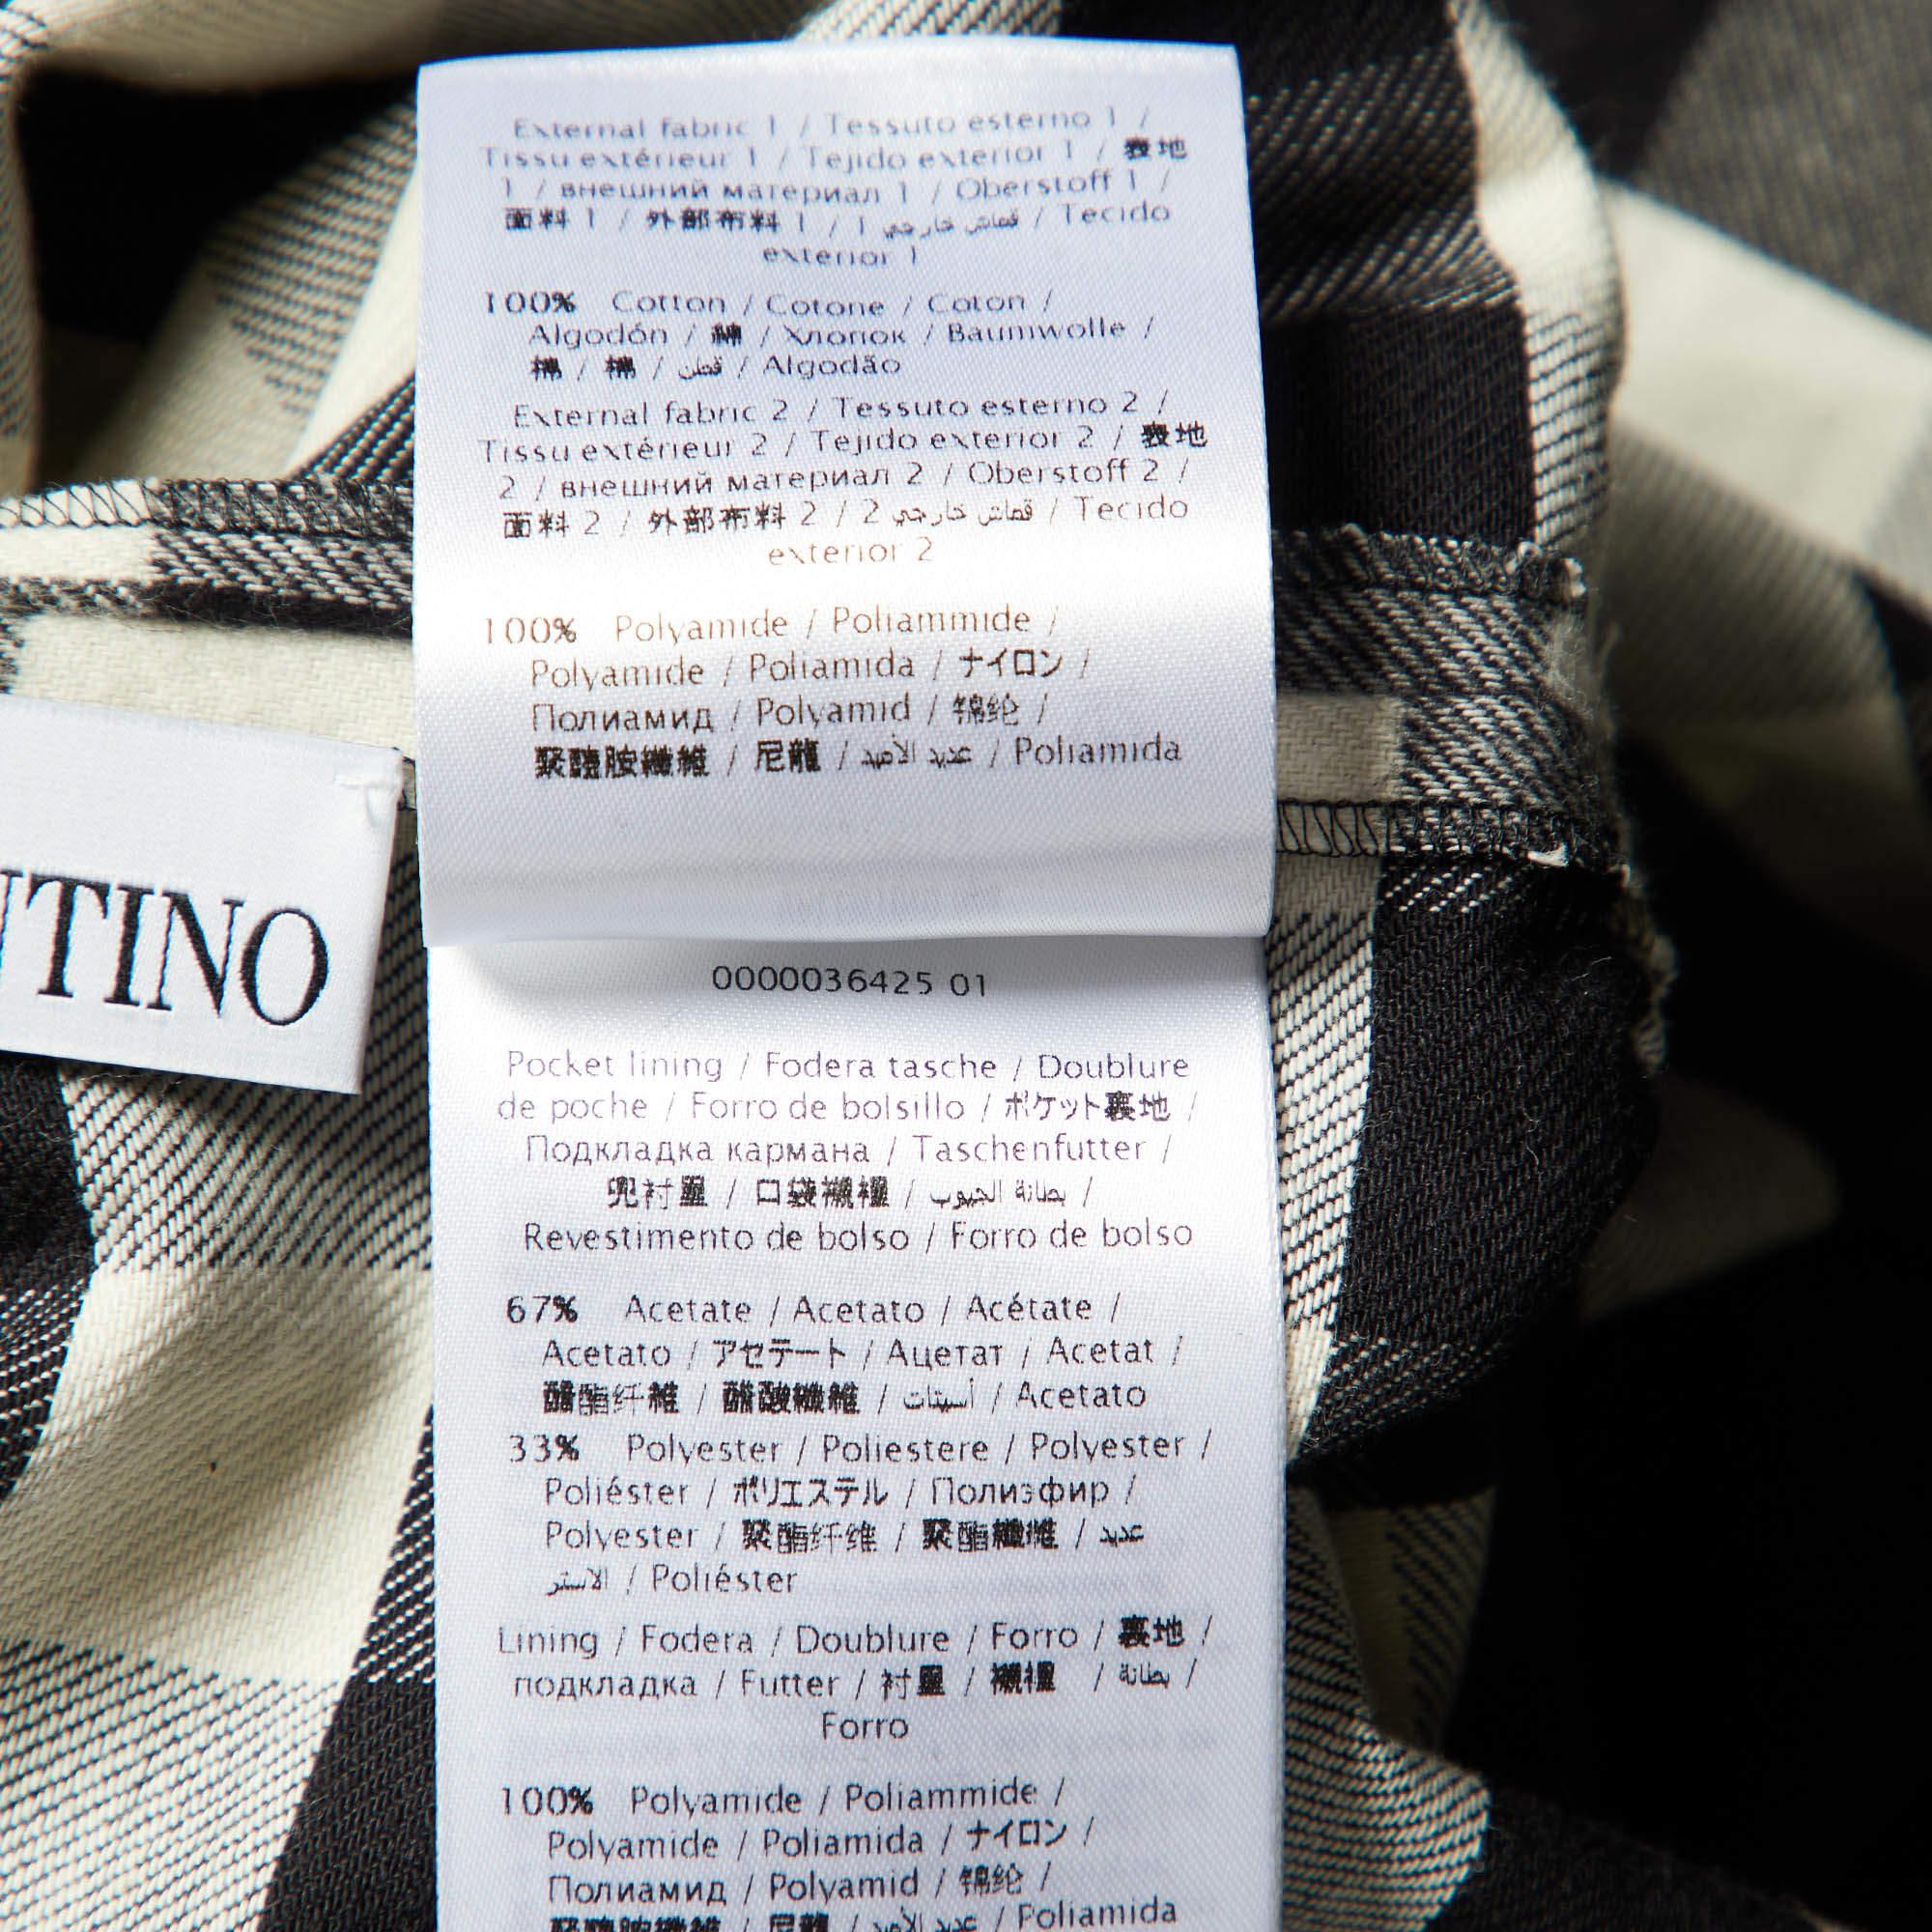 External fabric 1 / Tessuto esterno 1 /
Tissu extérieur 1 / Tejido exterior 1 / 表地
1 / внешний материал 1 / Oberstoff 1 /
面料 1 / 外部布料 1 / 1 قماش خارجي / Tecido
exterior 1
100% Cotton / Cotone / Coton /
Algodón / 綿 / Хлопок / Baumwolle /
棉 / 棉 / قطن / Algodão
External fabric 2 / Tessuto esterno 2 /
Tissu extérieur 2 / Tejido exterior 2 / 表地
2 / внешний материал 2 / Oberstoff 2 /
面料 2 / 外部布料 2 / 2 قماش خارجي / Tecido
exterior 2
100% Polyamide / Poliammide /
Polyamide / Poliamida / ナイロン /
Полиамид / Polyamid / 锦纶 /
聚醯胺纖維 / 尼龍 / عديد الأميد / Poliamida
NTINO
0000036425 01
Pocket lining / Fodera tasche / Doublure
de poche / Forro de bolsillo / ポケット裏地 /
Подкладка кармана / Taschenfutter /
兜衬里 / 口袋襯裡 / بطانة الجيوب /
Revestimento de bolso / Forro de bolso
67% Acetate / Acetato / Acétate /
Acetato / アセテート / Ацетат / Acetat /
醋酯纤维 / 醋酸纖維 / أسيتات / Acetato
33% Polyester / Poliestere / Polyester /
Poliéster / ポリエステル / Полиэфир /
Polyester / 聚酯纤维 / 聚酯纖維 / عديد
الاستر / Poliéster
Lining / Fodera / Doublure / Forro / 裏地 /
подкладка / Futter / 衬里 / 襯裡 / بطانة /
Forro
100% Polyamide / Poliammide /
Polyamide / Poliamida / ナイロン /
Полиамид / Polyamid / 锦纶 /
聚醯胺纖維 / 尼龍 / عديد الأميد / Poliamida